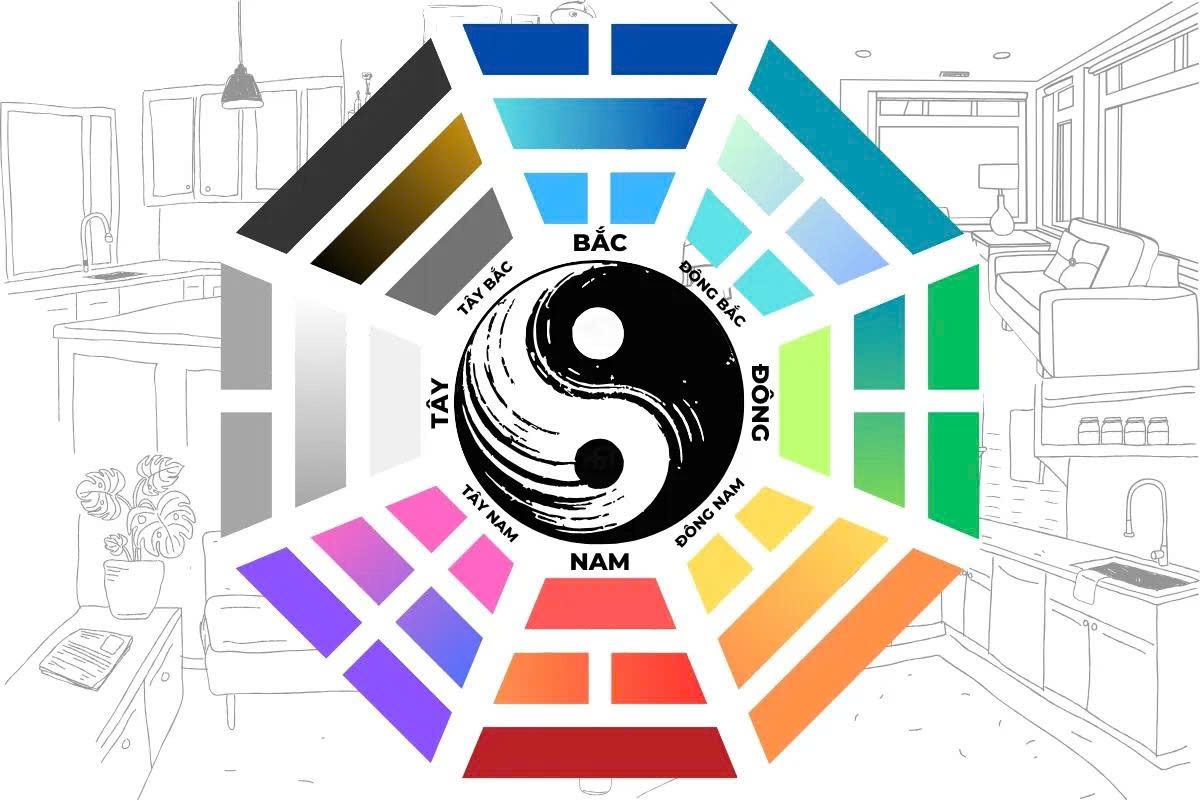 BẮC
TÂY BẮC
ĐÔNG BẮC
TÂY
ĐÔNG
TÂY NAM
ĐÔNG NAM
NAM